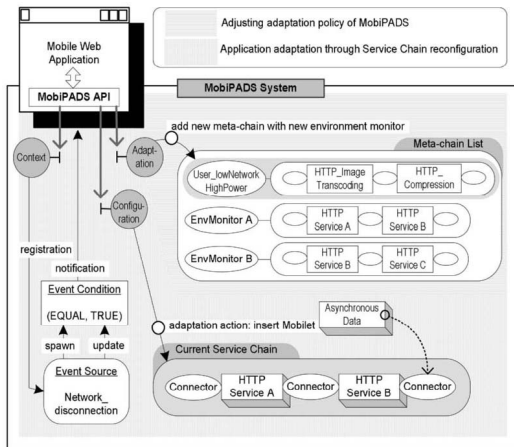 Adjusting adaptation policy of MobiPADS
Application adaptation through Service Chain reconfiguration
Mobile Web
Application
MobiPADS API
MobiPADS System
Context
Adapt-
ation
Configu-
ration
add new meta-chain with new environment monitor
Meta-chain List
User_lowNetwork
HighPower
HTTP_Image
Transcoding
HTTP_
Compression
EnvMonitor A
HTTP
Service A
HTTP
Service B
EnvMonitor B
HTTP
Service B
HTTP
Service C
registration
notification
Event Condition
(EQUAL, TRUE)
spawn
update
Event Source
Network_
disconnection
adaptation action: insert Mobilet
Asynchronous
Data
Current Service Chain
Connector
HTTP
Service A
Connector
HTTP
Service B
Connector